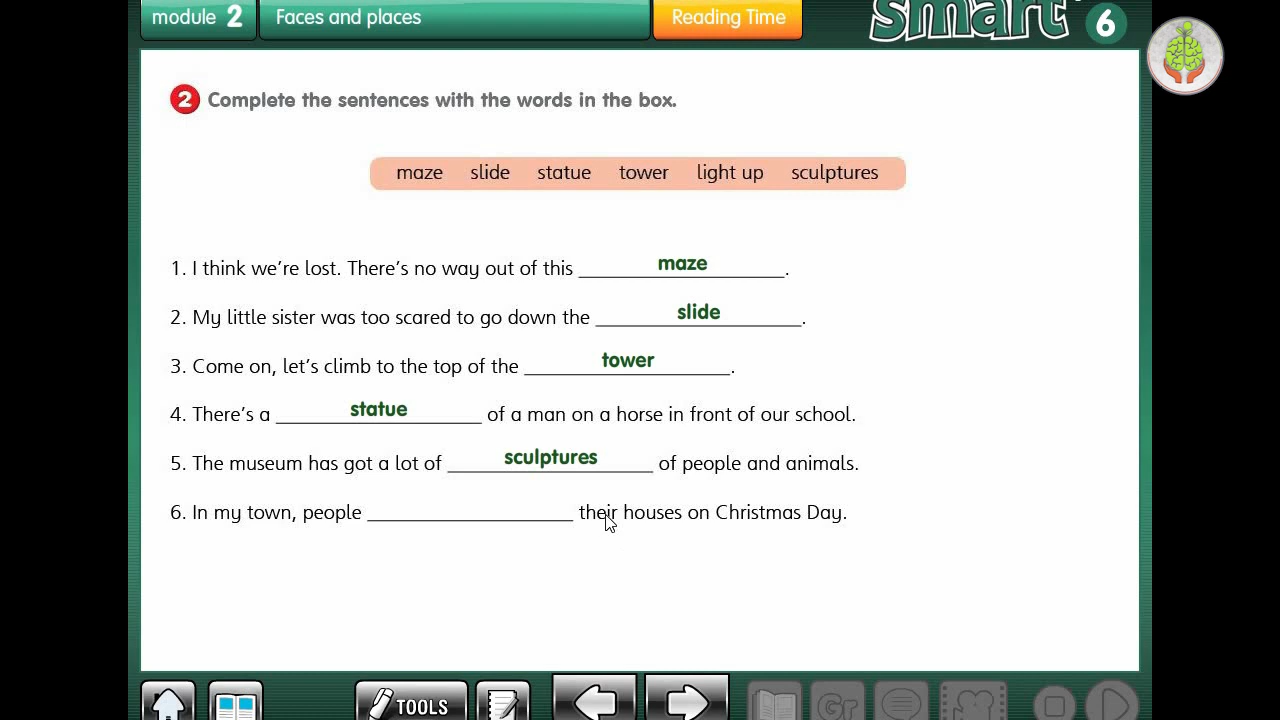 module 2 Faces and places Reading Time smart 6
2 Complete the sentences with the words in the box.
maze slide statue tower light up sculptures
1. I think we're lost. There's no way out of this maze.
2. My little sister was too scared to go down the slide.
3. Come on, let's climb to the top of the tower.
4. There's a statue of a man on a horse in front of our school.
5. The museum has got a lot of sculptures of people and animals.
6. In my town, people ____________________ their houses on Christmas Day.
TOOLS Gr